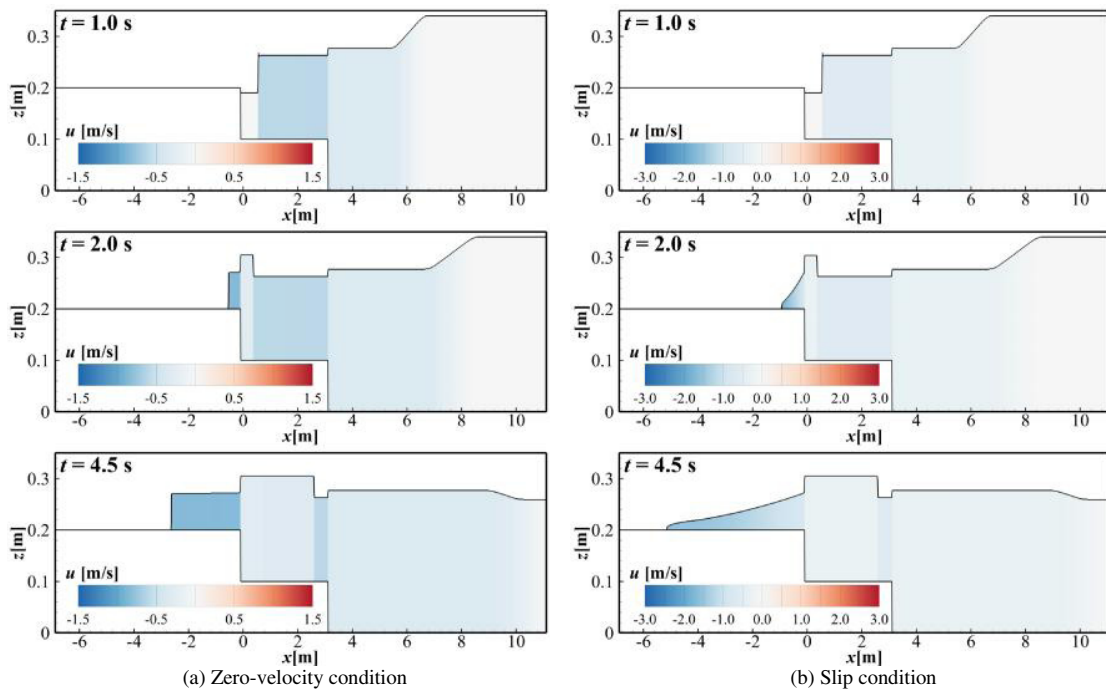 t = 1.0 s
0.3
0.2
0.1
0
z[m]
u [m/s]
-1.5 -0.5 0.5 1.5
-6 -4 -2 0 2 4 6 8 10
x[m]
t = 1.0 s
0.3
0.2
0.1
0
z[m]
u [m/s]
-3.0 -2.0 -1.0 0.0 1.0 2.0 3.0
-6 -4 -2 0 2 4 6 8 10
x[m]
t = 2.0 s
0.3
0.2
0.1
0
z[m]
u [m/s]
-1.5 -0.5 0.5 1.5
-6 -4 -2 0 2 4 6 8 10
x[m]
t = 2.0 s
0.3
0.2
0.1
0
z[m]
u [m/s]
-3.0 -2.0 -1.0 0.0 1.0 2.0 3.0
-6 -4 -2 0 2 4 6 8 10
x[m]
t = 4.5 s
0.3
0.2
0.1
0
z[m]
u [m/s]
-1.5 -0.5 0.5 1.5
-6 -4 -2 0 2 4 6 8 10
x[m]
t = 4.5 s
0.3
0.2
0.1
0
z[m]
u [m/s]
-3.0 -2.0 -1.0 0.0 1.0 2.0 3.0
-6 -4 -2 0 2 4 6 8 10
x[m]
(a) Zero-velocity condition
(b) Slip condition